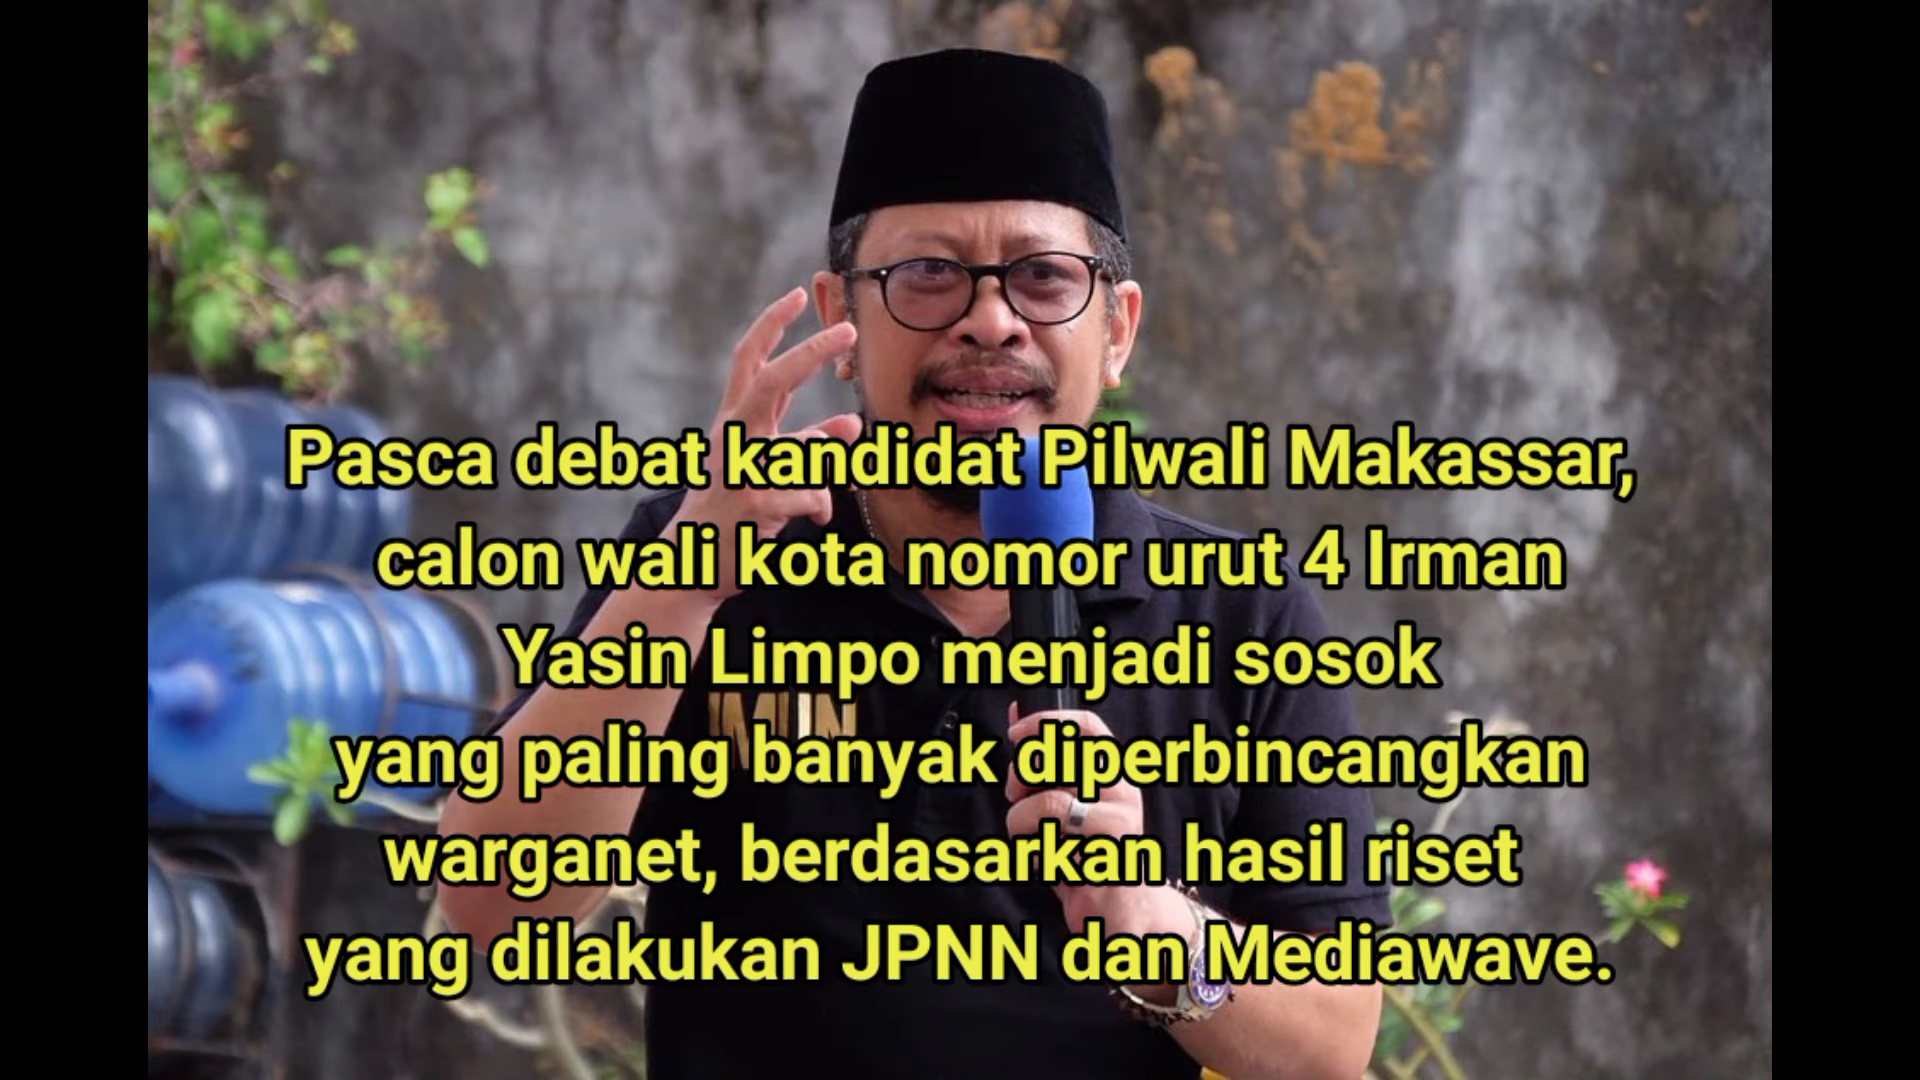 Pasca debat kandidat Pilwali Makassar,
calon wali kota nomor urut 4 Irman
Yasin Limpo menjadi sosok
yang paling banyak diperbincangkan
warganet, berdasarkan hasil riset
yang dilakukan JPNN dan Mediawave.